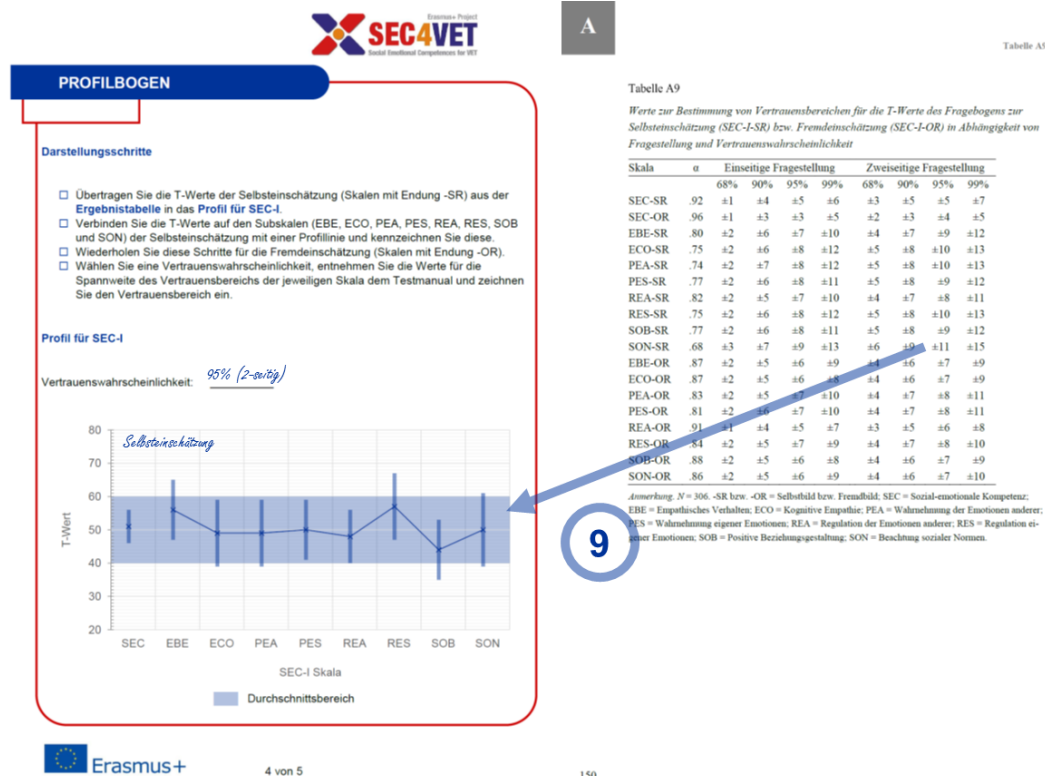 Erasmus+ Project
SEC4VET
Social Emotional Competences for VET
PROFILBOGEN
Darstellungsschritte
Übertragen Sie die T-Werte der Selbsteinschätzung (Skalen mit Endung -SR) aus der
Ergebnistabelle in das Profil für SEC-I.
Verbinden Sie die T-Werte auf den Subskalen (EBE, ECO, PEA, PES, REA, RES, SOB
und SON) der Selbsteinschätzung mit einer Profillinie und kennzeichnen Sie diese.
Wiederholen Sie diese Schritte für die Fremdeinschätzung (Skalen mit Endung -OR).
Wählen Sie eine Vertrauenswahrscheinlichkeit, entnehmen Sie die Werte für die
Spannweite des Vertrauensbereichs der jeweiligen Skala dem Testmanual und zeichnen
Sie den Vertrauensbereich ein.
Profil für SEC-I
Vertrauenswahrscheinlichkeit: 95% (2-seitig)
Selbsteinschätzung
80
70
60
50
40
30
20
T-Wert
SEC EBE ECO PEA PES REA RES SOB SON
SEC-I Skala
Durchschnittsbereich
Erasmus+
4 von 5
A
Tabelle A9
Tabelle A9
Werte zur Bestimmung von Vertrauensbereichen für die T-Werte des Fragebogens zur
Selbsteinschätzung (SEC-I-SR) bzw. Fremdeinschätzung (SEC-I-OR) in Abhängigkeit von
Fragestellung und Vertrauenswahrscheinlichkeit
Skala α Einseitige Fragestellung Zweiseitige Fragestellung
68% 90% 95% 99% 68% 90% 95% 99%
SEC-SR .92 ±1 ±4 ±5 ±6 ±3 ±5 ±5 ±7
SEC-OR .96 ±1 ±3 ±3 ±5 ±2 ±3 ±4 ±5
EBE-SR .80 ±2 ±6 ±7 ±10 ±4 ±7 ±9 ±12
ECO-SR .75 ±2 ±6 ±8 ±12 ±5 ±8 ±10 ±13
PEA-SR .74 ±2 ±7 ±8 ±12 ±5 ±8 ±10 ±13
PES-SR .77 ±2 ±6 ±8 ±11 ±5 ±8 ±9 ±12
REA-SR .82 ±2 ±5 ±7 ±10 ±4 ±7 ±8 ±11
RES-SR .75 ±2 ±6 ±8 ±12 ±5 ±8 ±10 ±13
SOB-SR .77 ±2 ±6 ±8 ±11 ±5 ±8 ±9 ±12
SON-SR .68 ±3 ±7 ±9 ±13 ±6 ±9 ±11 ±15
EBE-OR .87 ±2 ±5 ±6 ±9 ±4 ±6 ±7 ±9
ECO-OR .87 ±2 ±5 ±6 ±8 ±4 ±6 ±7 ±9
PEA-OR .83 ±2 ±5 ±7 ±10 ±4 ±7 ±8 ±11
PES-OR .81 ±2 ±6 ±7 ±10 ±4 ±7 ±8 ±11
REA-OR .91 ±1 ±4 ±5 ±7 ±3 ±5 ±6 ±8
RES-OR .84 ±2 ±5 ±7 ±9 ±4 ±7 ±8 ±10
SOB-OR .88 ±2 ±5 ±6 ±8 ±4 ±6 ±7 ±9
SON-OR .86 ±2 ±5 ±6 ±9 ±4 ±6 ±7 ±10
Anmerkung. N = 306. -SR bzw. -OR = Selbstbild bzw. Fremdbild; SEC = Sozial-emotionale Kompetenz;
EBE = Empathisches Verhalten; ECO = Kognitive Empathie; PEA = Wahrnehmung der Emotionen anderer;
PES = Wahrnehmung eigener Emotionen; REA = Regulation der Emotionen anderer; RES = Regulation ei-
gener Emotionen; SOB = Positive Beziehungsgestaltung; SON = Beachtung sozialer Normen.
9